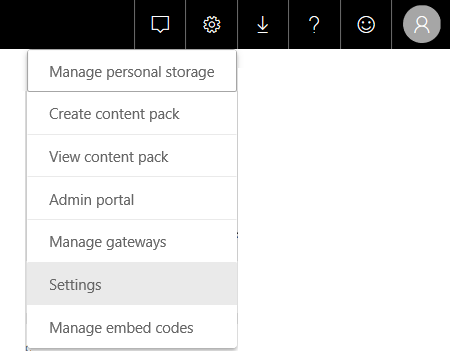 ?
Manage personal storage
Create content pack
View content pack
Admin portal
Manage gateways
Settings
Manage embed codes